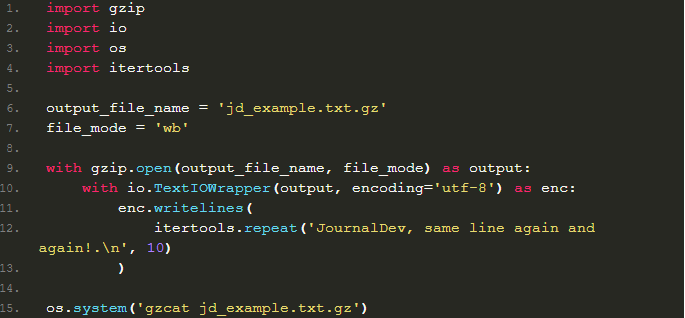 1. import gzip
2. import io
3. import os
4. import itertools
5.
6. output_file_name = 'jd_example.txt.gz'
7. file_mode = 'wb'
8.
9. with gzip.open(output_file_name, file_mode) as output:
10.     with io.TextIOWrapper(output, encoding='utf-8') as enc:
11.         enc.writelines(
12.             itertools.repeat('JournalDev, same line again and
again!.\n', 10)
13.         )
14.
15. os.system('gzcat jd_example.txt.gz')